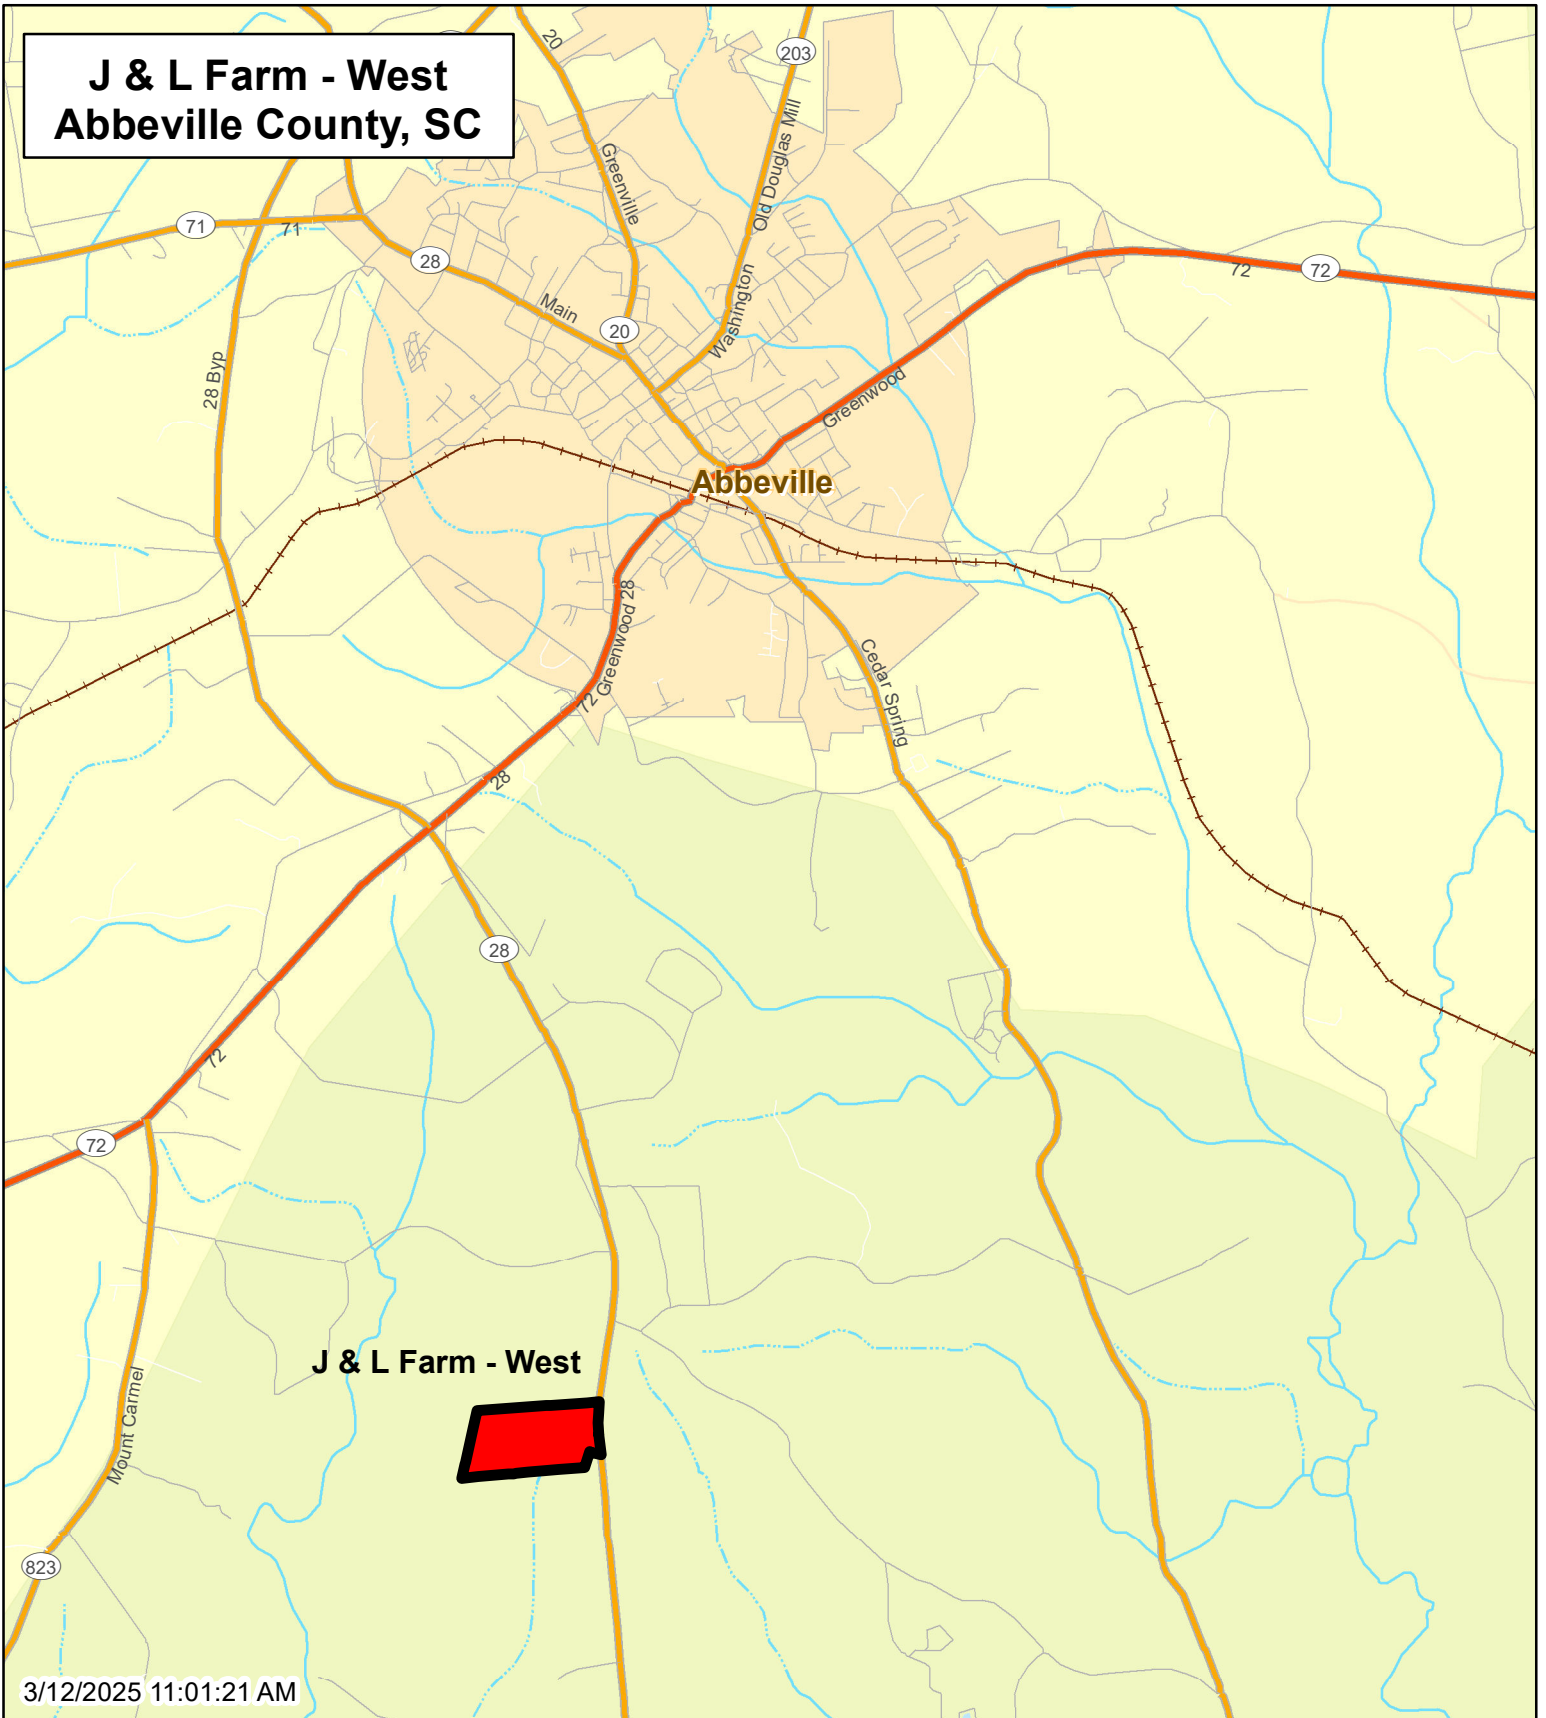 J & L Farm - West
Abbeville County, SC
20
203
Old Douglas Mill
Greenville
71
71
28
72
72
Main
20
Washington
28 Byp
Greenwood
Abbeville
Greenwood 28
72
Cedar Spring
28
28
72
72
J & L Farm - West
Mount Carmel
823
3/12/2025 11:01:21 AM